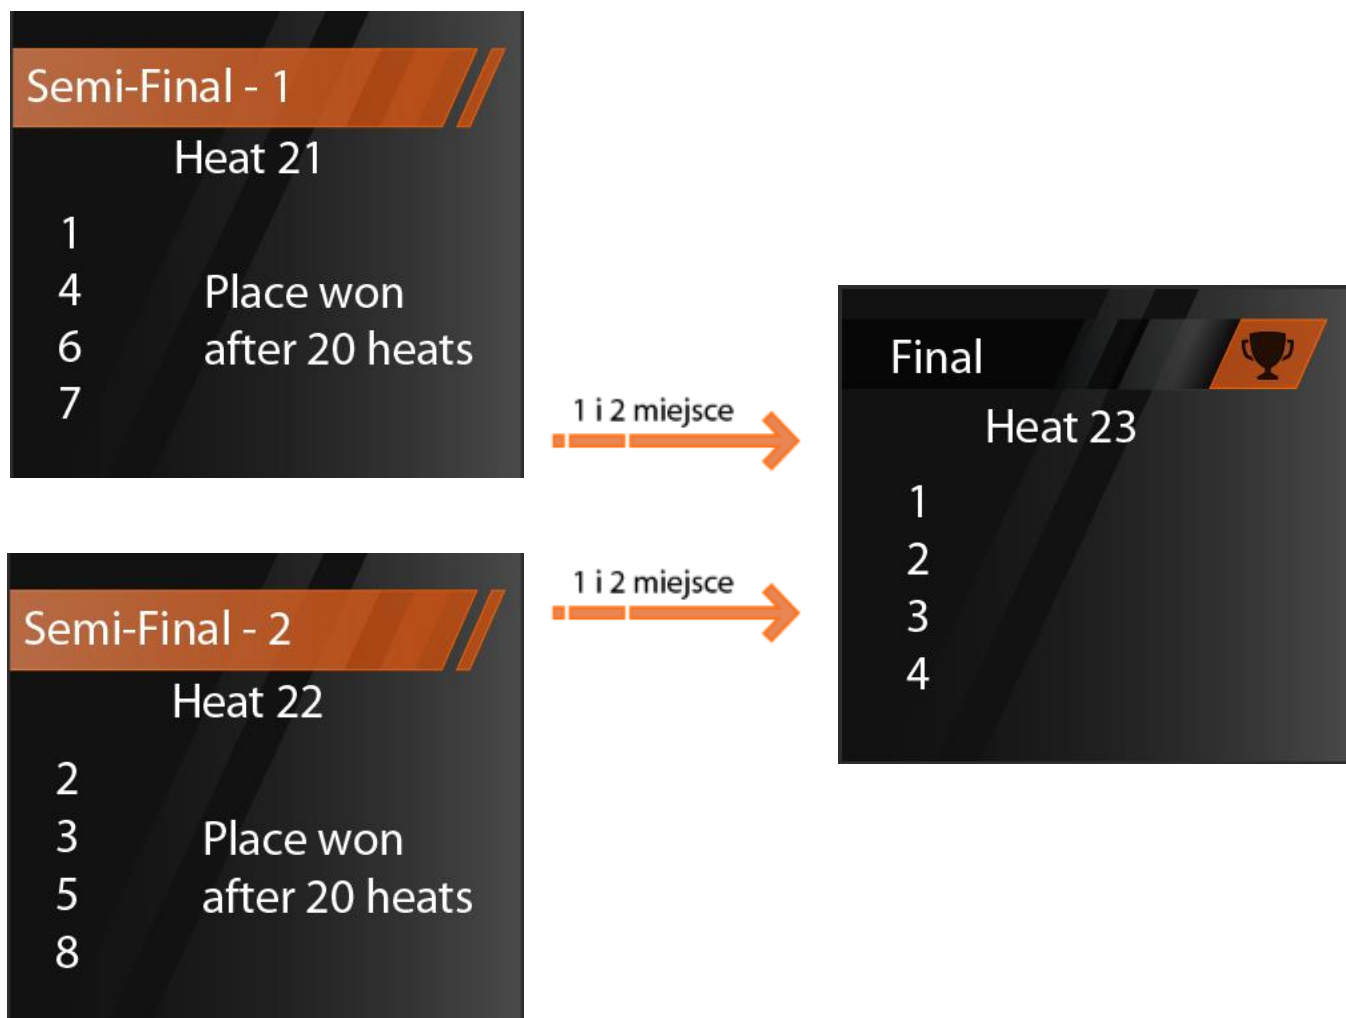 Semi-Final - 1
Heat 21
1
4
6
7
Place won
after 20 heats
1 i 2 miejsce
Semi-Final - 2
Heat 22
2
3
5
8
Place won
after 20 heats
1 i 2 miejsce
Final
Heat 23
1
2
3
4